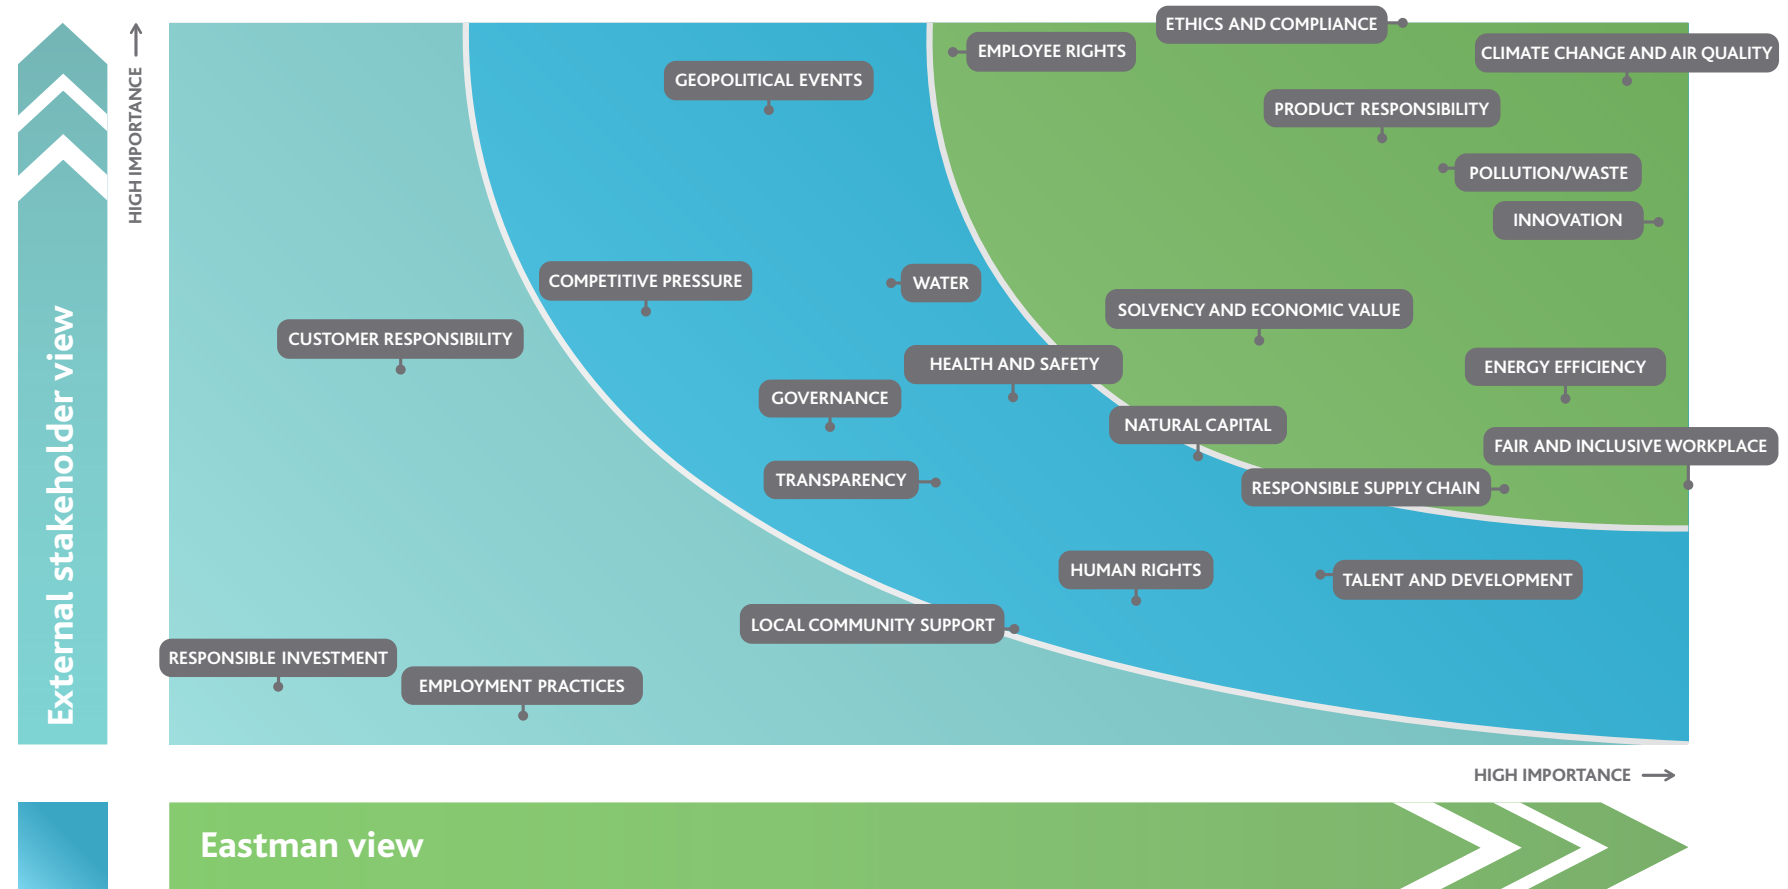 ETHICS AND COMPLIANCE
EMPLOYEE RIGHTS
CLIMATE CHANGE AND AIR QUALITY
GEOPOLITICAL EVENTS
PRODUCT RESPONSIBILITY
HIGH IMPORTANCE
POLLUTION/WASTE
INNOVATION
COMPETITIVE PRESSURE
WATER
SOLVENCY AND ECONOMIC VALUE
CUSTOMER RESPONSIBILITY
HEALTH AND SAFETY
ENERGY EFFICIENCY
GOVERNANCE
NATURAL CAPITAL
FAIR AND INCLUSIVE WORKPLACE
TRANSPARENCY
RESPONSIBLE SUPPLY CHAIN
External stakeholder view
HUMAN RIGHTS
TALENT AND DEVELOPMENT
LOCAL COMMUNITY SUPPORT
RESPONSIBLE INVESTMENT
EMPLOYMENT PRACTICES
HIGH IMPORTANCE
Eastman view